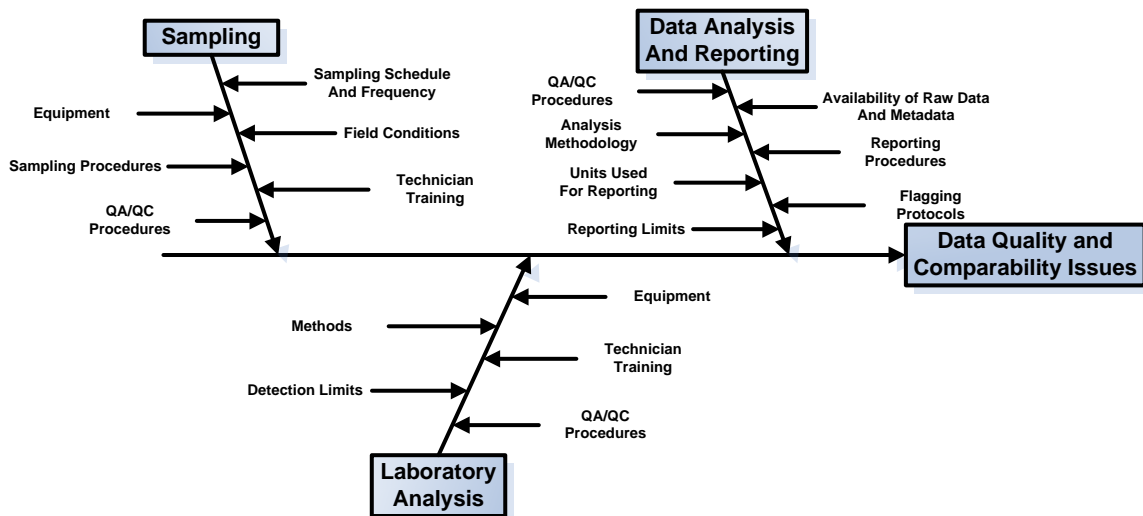 Sampling
Sampling Schedule
And Frequency
Equipment
Field Conditions
Sampling Procedures
Technician
Training
QA/QC
Procedures
Data Analysis
And Reporting
QA/QC
Procedures
Availability of Raw Data
And Metadata
Analysis
Methodology
Reporting
Procedures
Units Used
For Reporting
Flagging
Protocols
Reporting Limits
Data Quality and
Comparability Issues
Equipment
Methods
Technician
Training
Detection Limits
QA/QC
Procedures
Laboratory
Analysis